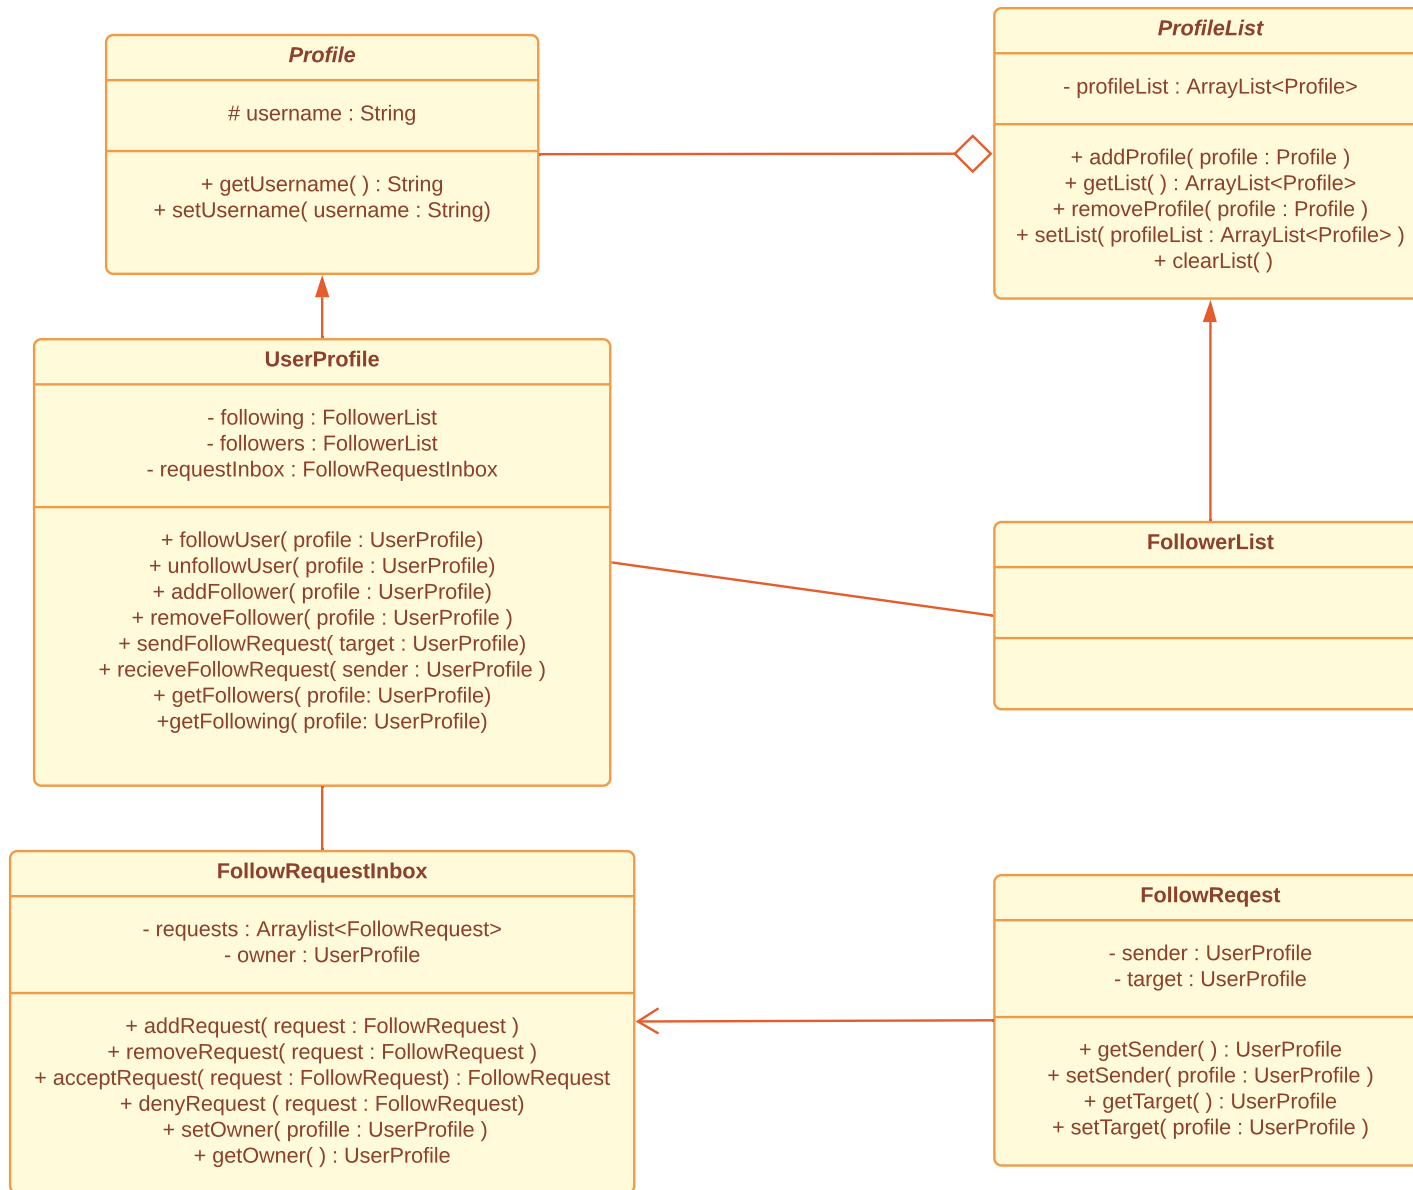 Profile
# username : String
+ getUsername( ) : String
+ setUsername( username : String)
ProfileList
- profileList : ArrayList<Profile>
+ addProfile( profile : Profile )
+ getList( ) : ArrayList<Profile>
+ removeProfile( profile : Profile )
+ setList( profileList : ArrayList<Profile> )
+ clearList( )
UserProfile
- following : FollowerList
- followers : FollowerList
- requestInbox : FollowRequestInbox
+ followUser( profile : UserProfile)
+ unfollowUser( profile : UserProfile)
+ addFollower( profile : UserProfile)
+ removeFollower( profile : UserProfile )
+ sendFollowRequest( target : UserProfile)
+ recieveFollowRequest( sender : UserProfile )
+ getFollowers( profile: UserProfile)
+getFollowing( profile: UserProfile)
FollowerList
FollowRequestInbox
- requests : Arraylist<FollowRequest>
- owner : UserProfile
+ addRequest( request : FollowRequest )
+ removeRequest( request : FollowRequest )
+ acceptRequest( request : FollowRequest) : FollowRequest
+ denyRequest ( request : FollowRequest)
+ setOwner( profille : UserProfile )
+ getOwner( ) : UserProfile
FollowReqest
- sender : UserProfile
- target : UserProfile
+ getSender( ) : UserProfile
+ setSender( profile : UserProfile )
+ getTarget( ) : UserProfile
+ setTarget( profile : UserProfile )